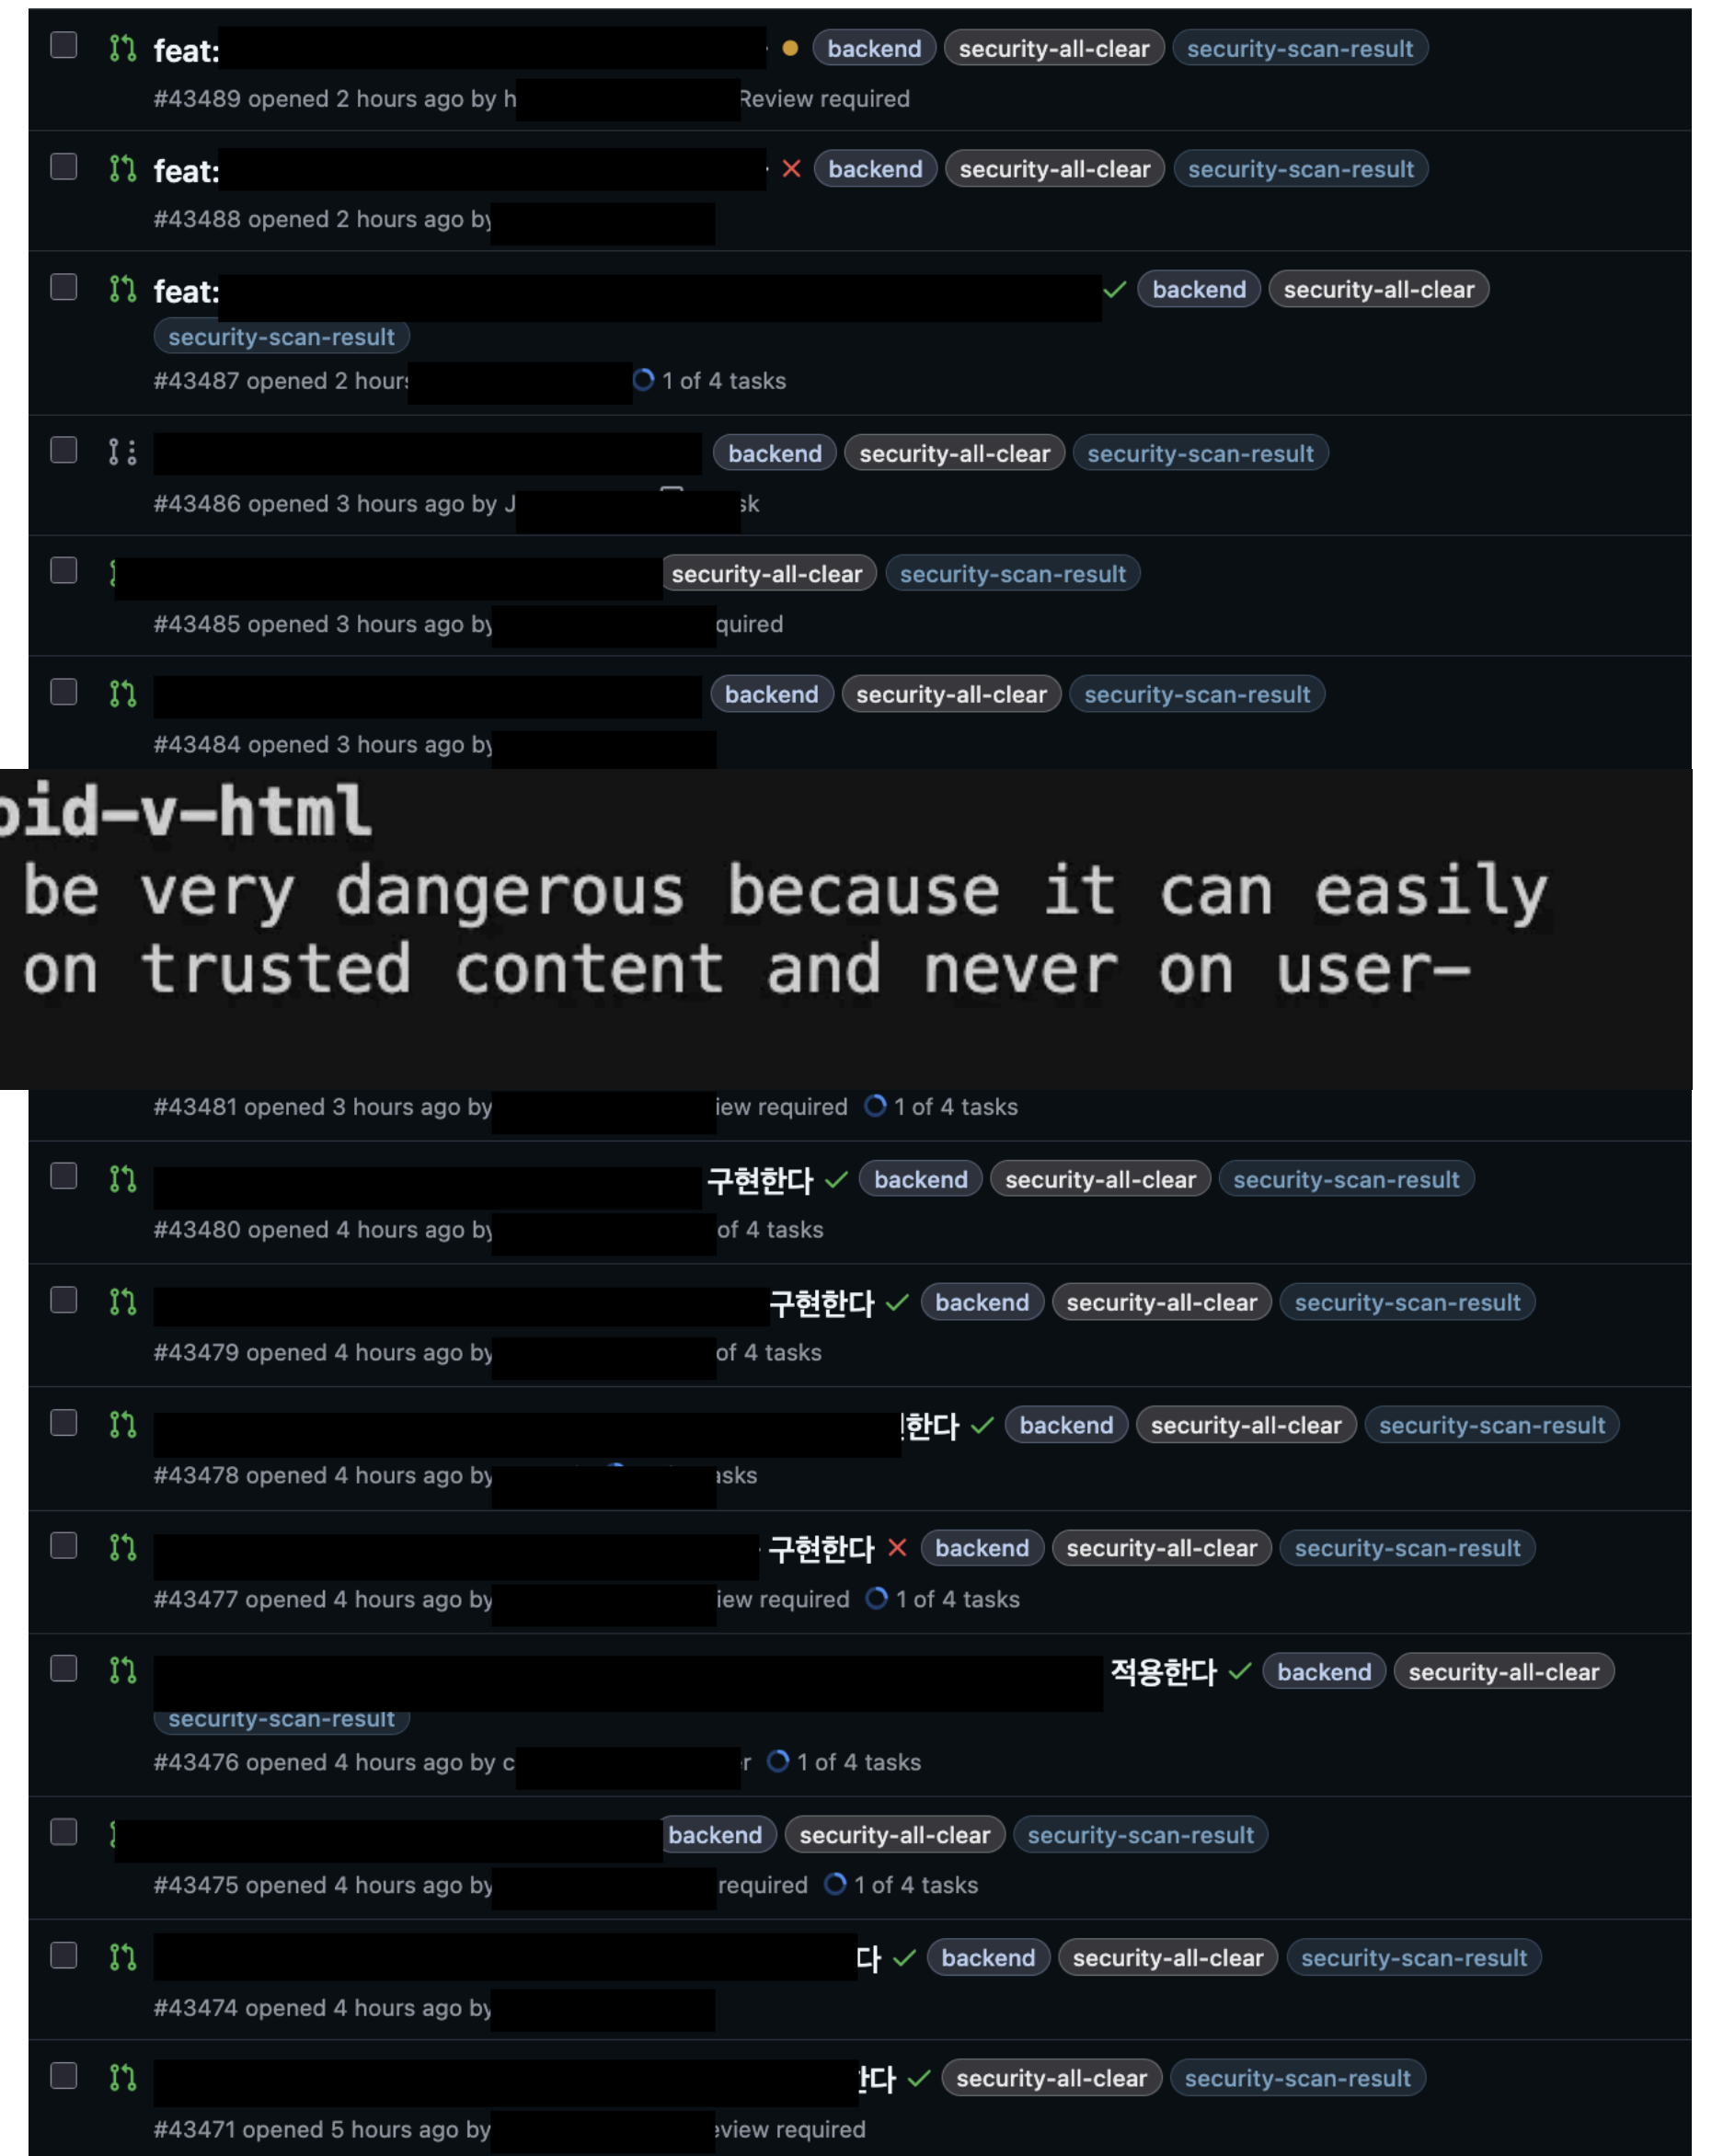 feat: backend security-all-clear security-scan-result
#43489 opened 2 hours ago by h Review required
feat: backend security-all-clear security-scan-result
#43488 opened 2 hours ago by
feat: backend security-all-clear
security-scan-result
#43487 opened 2 hours 1 of 4 tasks
backend security-all-clear security-scan-result
#43486 opened 3 hours ago by J sk
security-all-clear security-scan-result
#43485 opened 3 hours ago by quired
backend security-all-clear security-scan-result
#43484 opened 3 hours ago by
oid-v-html
be very dangerous because it can easily
on trusted content and never on user-
#43481 opened 3 hours ago by iew required 1 of 4 tasks
구현한다 backend security-all-clear security-scan-result
#43480 opened 4 hours ago by of 4 tasks
구현한다 backend security-all-clear security-scan-result
#43479 opened 4 hours ago by of 4 tasks
한다 backend security-all-clear security-scan-result
#43478 opened 4 hours ago by asks
구현한다 backend security-all-clear security-scan-result
#43477 opened 4 hours ago by iew required 1 of 4 tasks
적용한다 backend security-all-clear
security-scan-result
#43476 opened 4 hours ago by c r 1 of 4 tasks
backend security-all-clear security-scan-result
#43475 opened 4 hours ago by required 1 of 4 tasks
다 backend security-all-clear security-scan-result
#43474 opened 4 hours ago by
다 security-all-clear security-scan-result
#43471 opened 5 hours ago by eview required